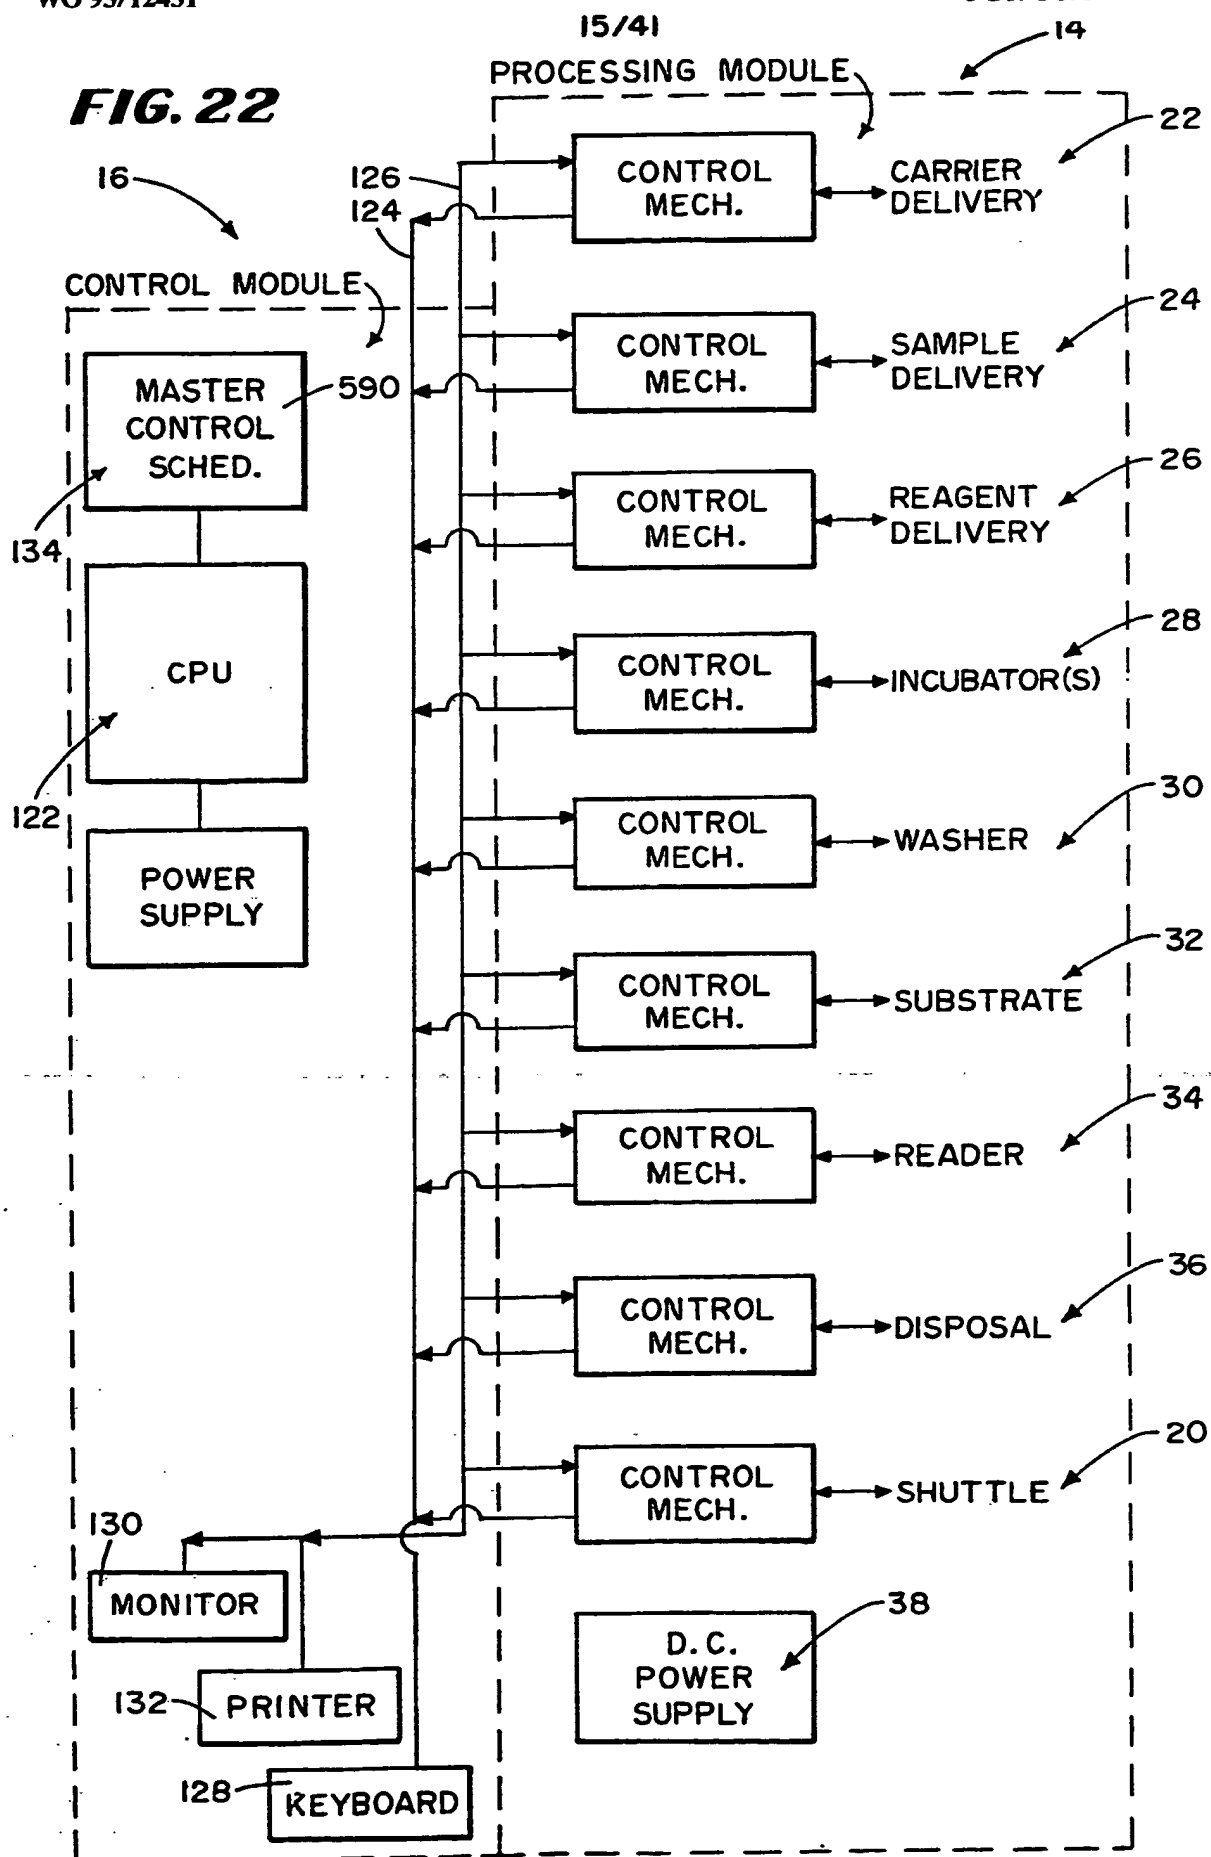 15/41
14
PROCESSING MODULE
FIG. 22
22
16
126
124
CONTROL
MECH.
CARRIER
DELIVERY
CONTROL MODULE
24
CONTROL
MECH.
SAMPLE
DELIVERY
MASTER
CONTROL
SCHED.
590
134
26
CONTROL
MECH.
REAGENT
DELIVERY
CPU
122
28
CONTROL
MECH.
INCUBATOR(S)
30
CONTROL
MECH.
WASHER
POWER
SUPPLY
32
CONTROL
MECH.
SUBSTRATE
34
CONTROL
MECH.
READER
36
CONTROL
MECH.
DISPOSAL
20
CONTROL
MECH.
SHUTTLE
130
MONITOR
38
D.C.
POWER
SUPPLY
132
PRINTER
128
KEYBOARD